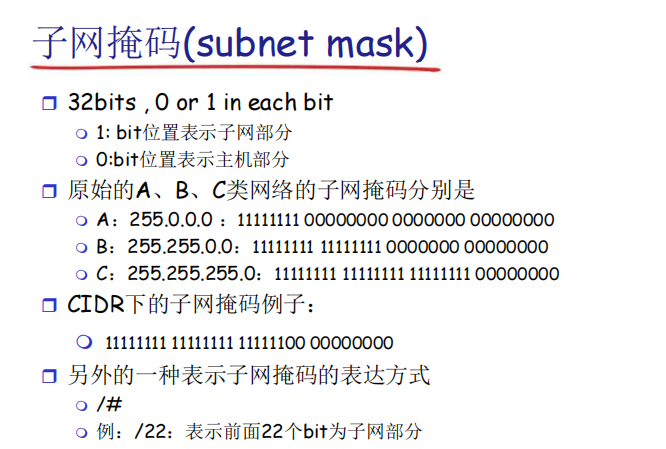 子网掩码(subnet mask)
32bits , 0 or 1 in each bit
1: bit位置表示子网部分
0:bit位置表示主机部分
原始的A、B、C类网络的子网掩码分别是
A：255.0.0.0 ：11111111 00000000 0000000 00000000
B：255.255.0.0：11111111 11111111 0000000 00000000
C：255.255.255.0：11111111 11111111 11111111 00000000
CIDR下的子网掩码例子：
11111111 11111111 11111100 00000000
另外的一种表示子网掩码的表达方式
/#
例：/22：表示前面22个bit为子网部分